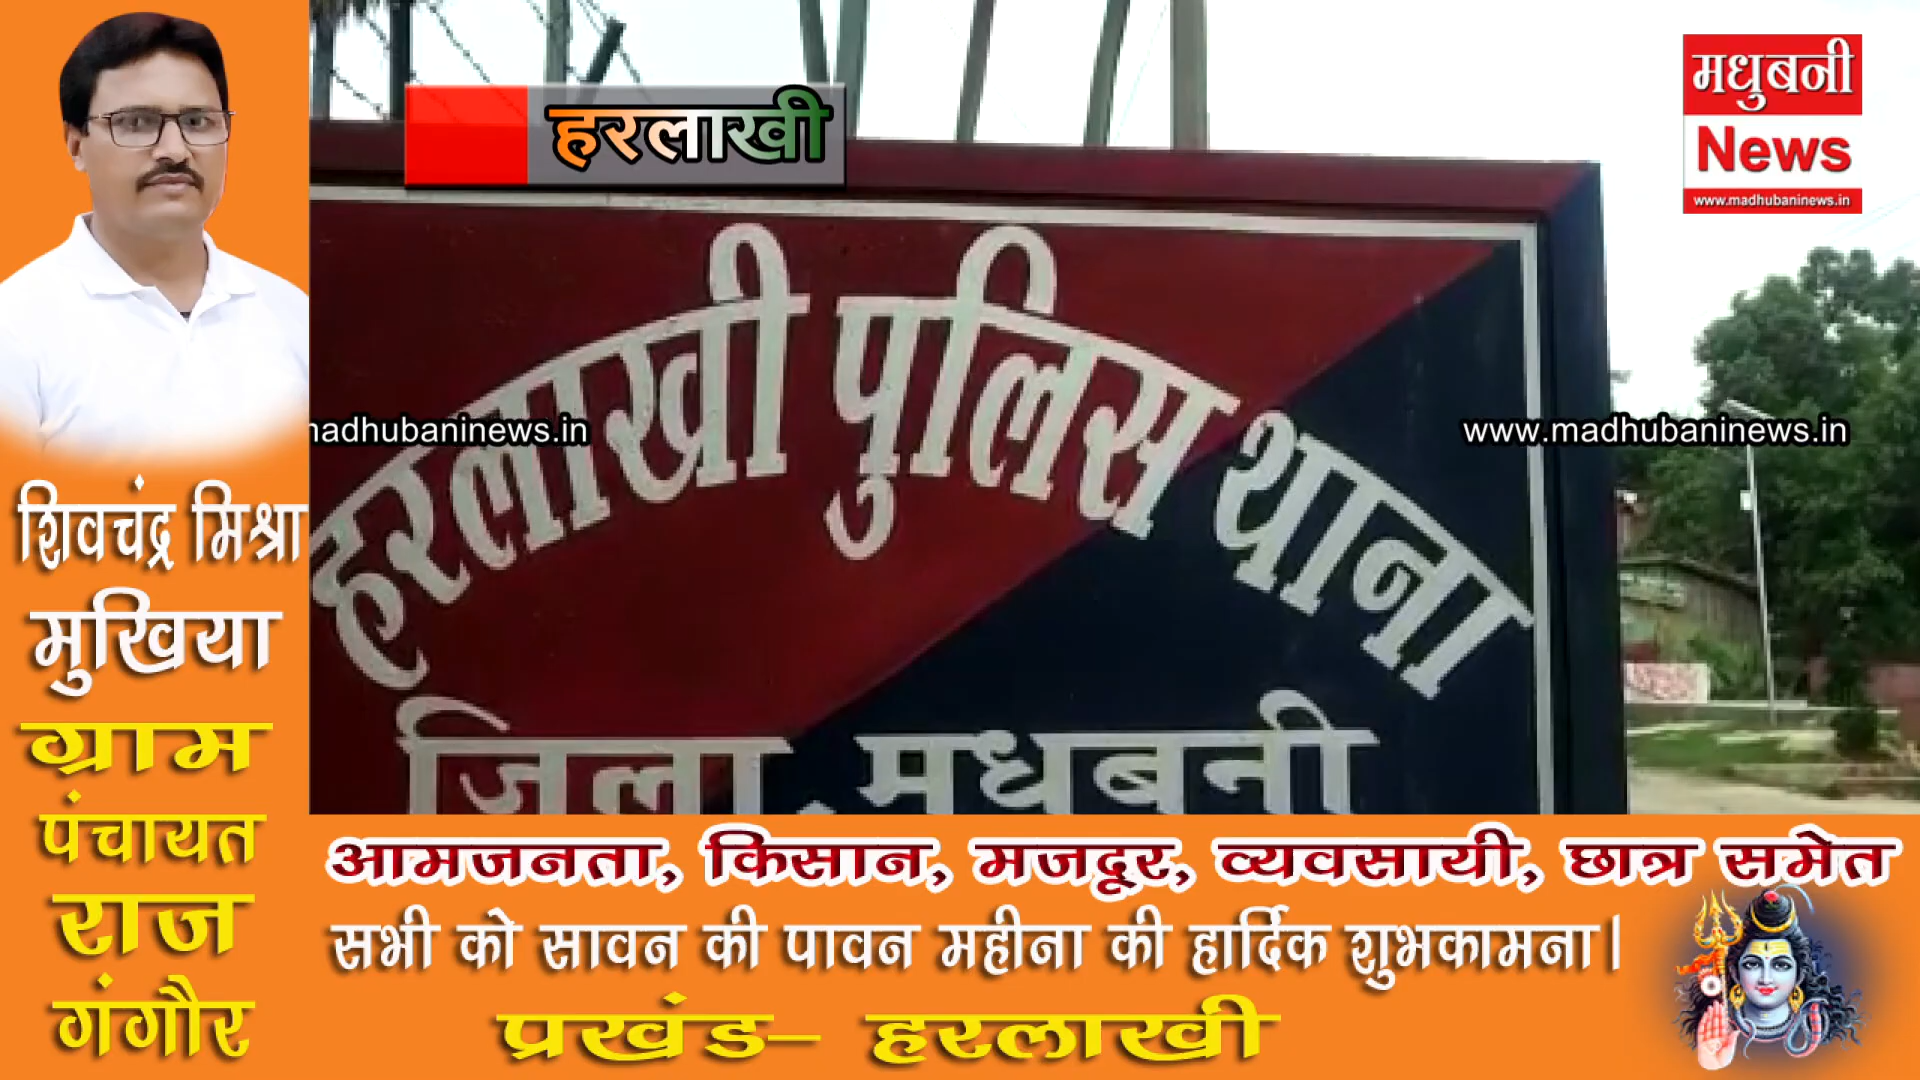 हरलाखी
मधुबनी
News
www.madhubaninews.in
हरलाखी पुलिस थाना
madhubaninews.in
www.madhubaninews.in
जिला, मधुबनी
शिवचंद्र मिश्रा
मुखिया
ग्राम
पंचायत
राज
गंगौर
आमजनता, किसान, मजदूर, व्यवसायी, छात्र समेत
सभी को सावन की पावन महीना की हार्दिक शुभकामना।
प्रखंड- हरलाखी